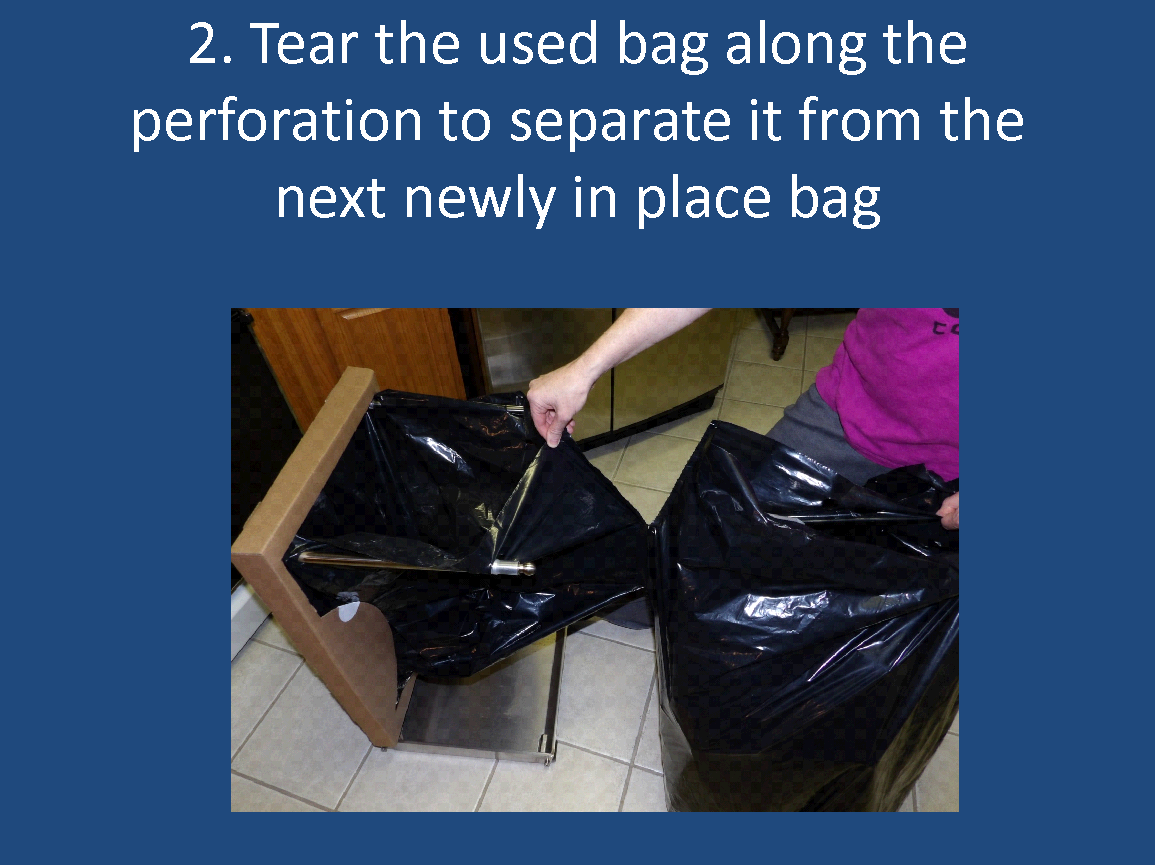 2. Tear the used bag along the
perforation to separate it from the
next newly in place bag